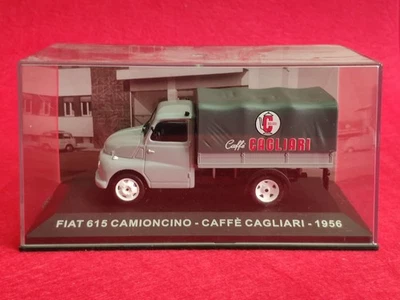 C
Caffè CAGLIARI
FIAT 615 CAMIONCINO - CAFFÈ CAGLIARI - 1956